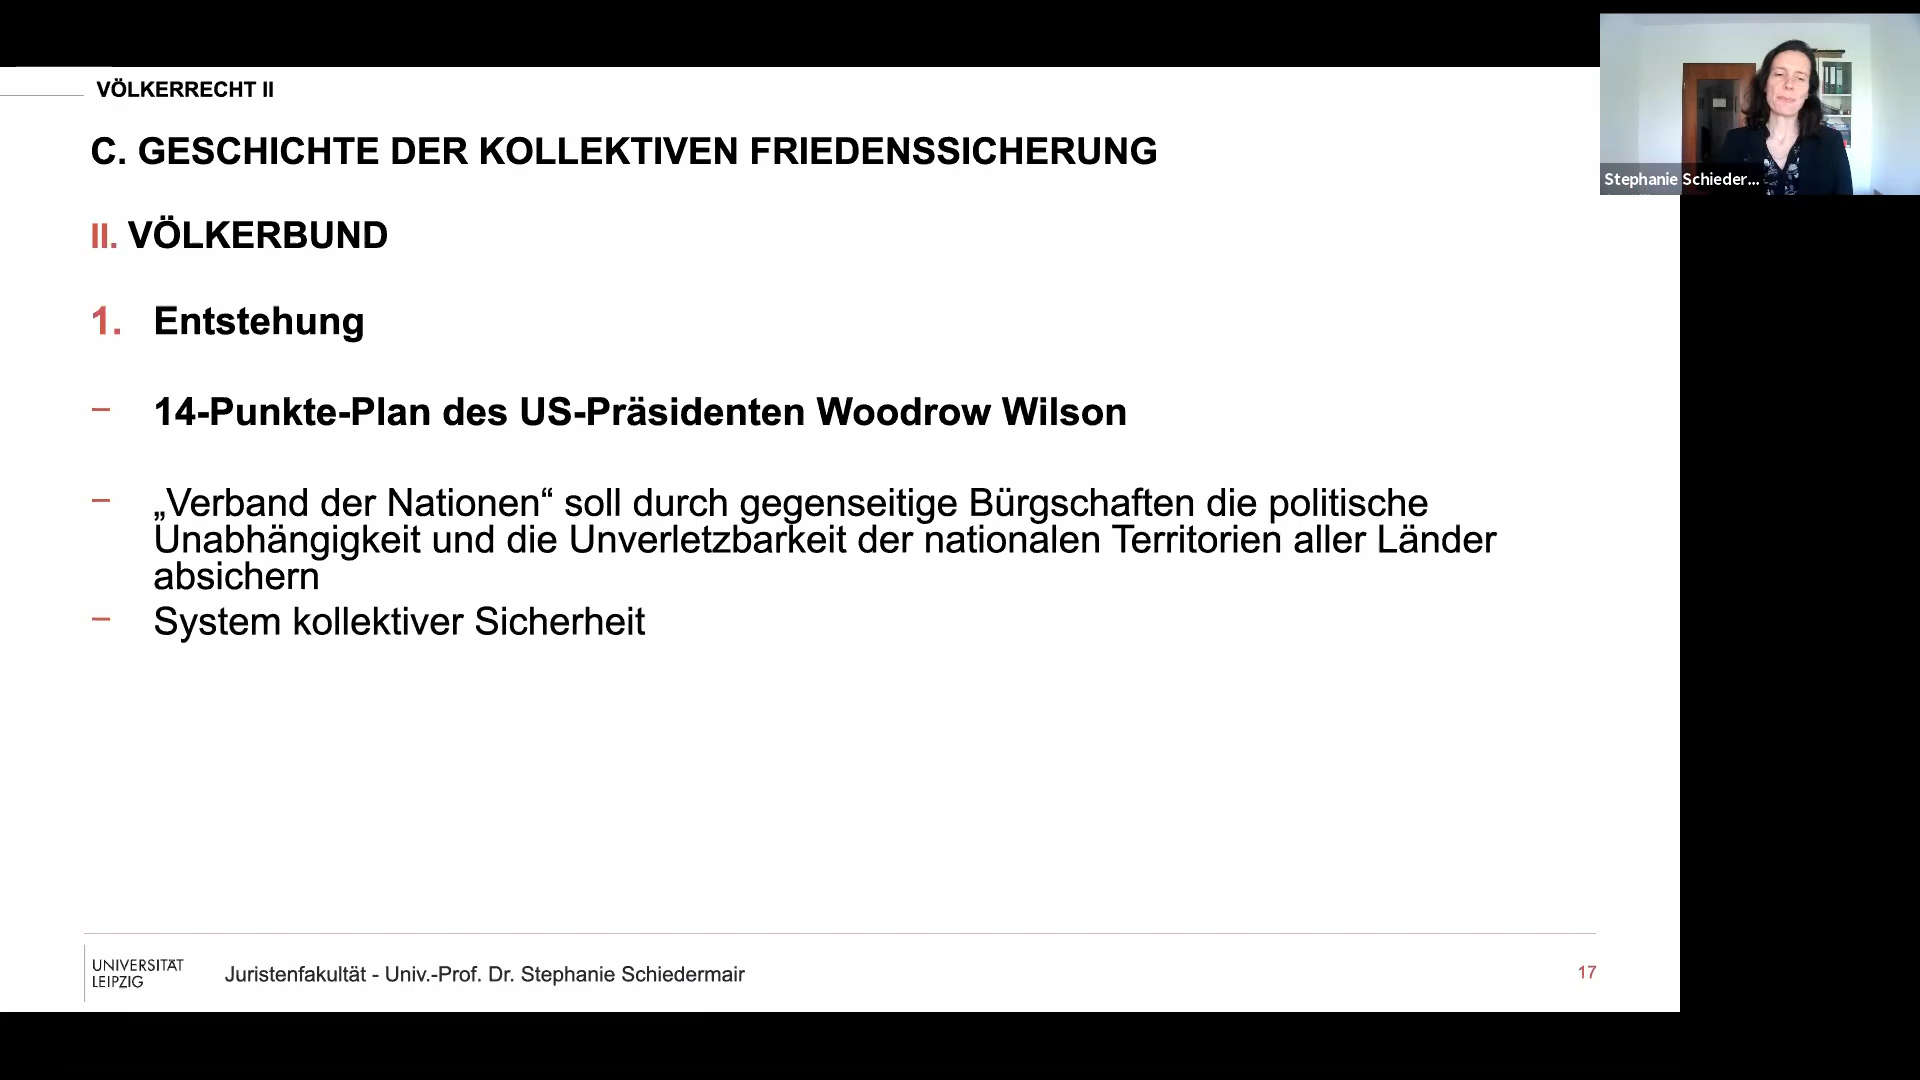 VÖLKERRECHT II
C. GESCHICHTE DER KOLLEKTIVEN FRIEDENSSICHERUNG
II. VÖLKERBUND
1. Entstehung
– 14-Punkte-Plan des US-Präsidenten Woodrow Wilson
– „Verband der Nationen“ soll durch gegenseitige Bürgschaften die politische
Unabhängigkeit und die Unverletzbarkeit der nationalen Territorien aller Länder
absichern
– System kollektiver Sicherheit
UNIVERSITÄT
LEIPZIG
Juristenfakultät - Univ.-Prof. Dr. Stephanie Schiedermair
17
Stephanie Schieder...